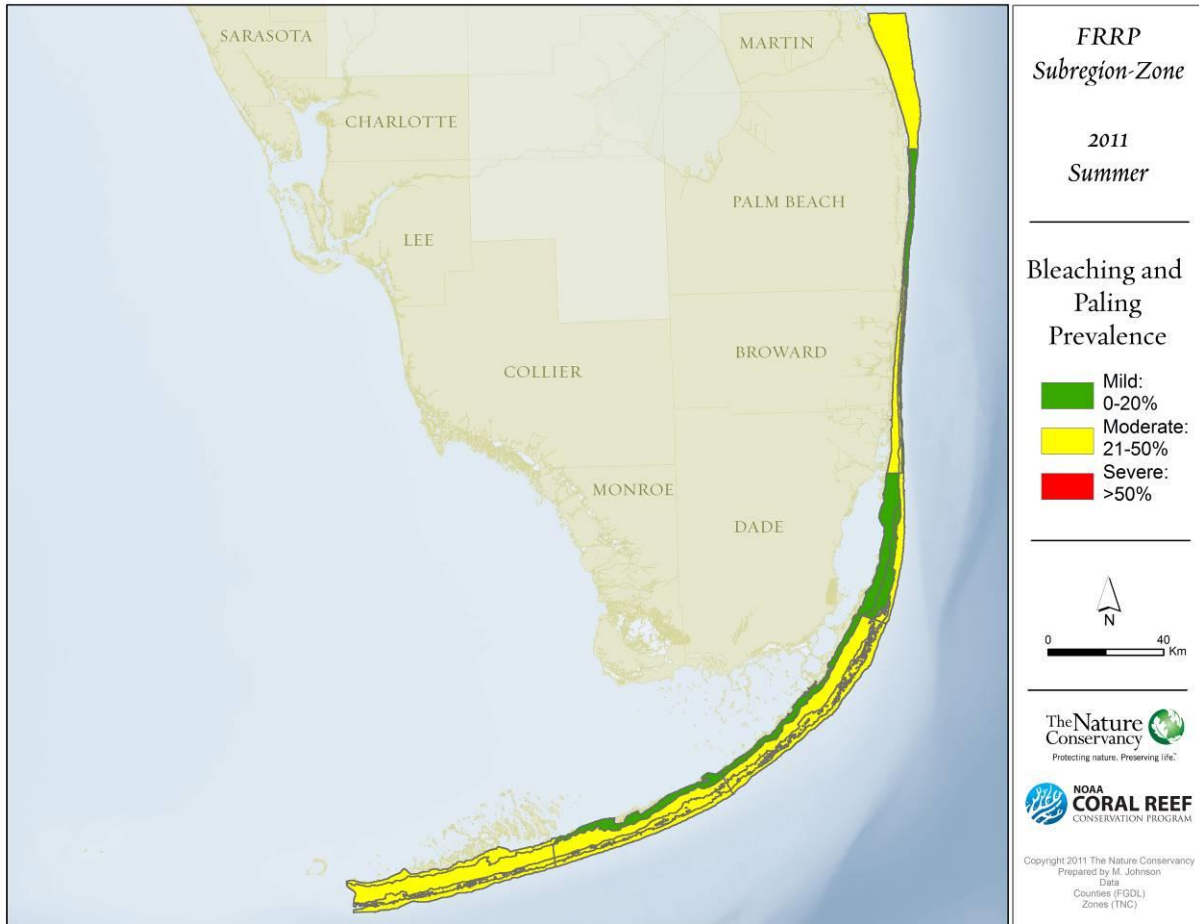 SARASOTA
MARTIN
CHARLOTTE
PALM BEACH
LEE
BROWARD
COLLIER
MONROE
DADE
FRRP
Subregion-Zone
2011
Summer
Bleaching and
Paling
Prevalence
Mild:
0-20%
Moderate:
21-50%
Severe:
>50%
N
0 40
Km
The Nature
Conservancy
Protecting nature. Preserving life.™
NOAA
CORAL REEF
CONSERVATION PROGRAM
Copyright 2011 The Nature Conservancy
Prepared by M. Johnson
Data
Counties (FGDL)
Zones (TNC)